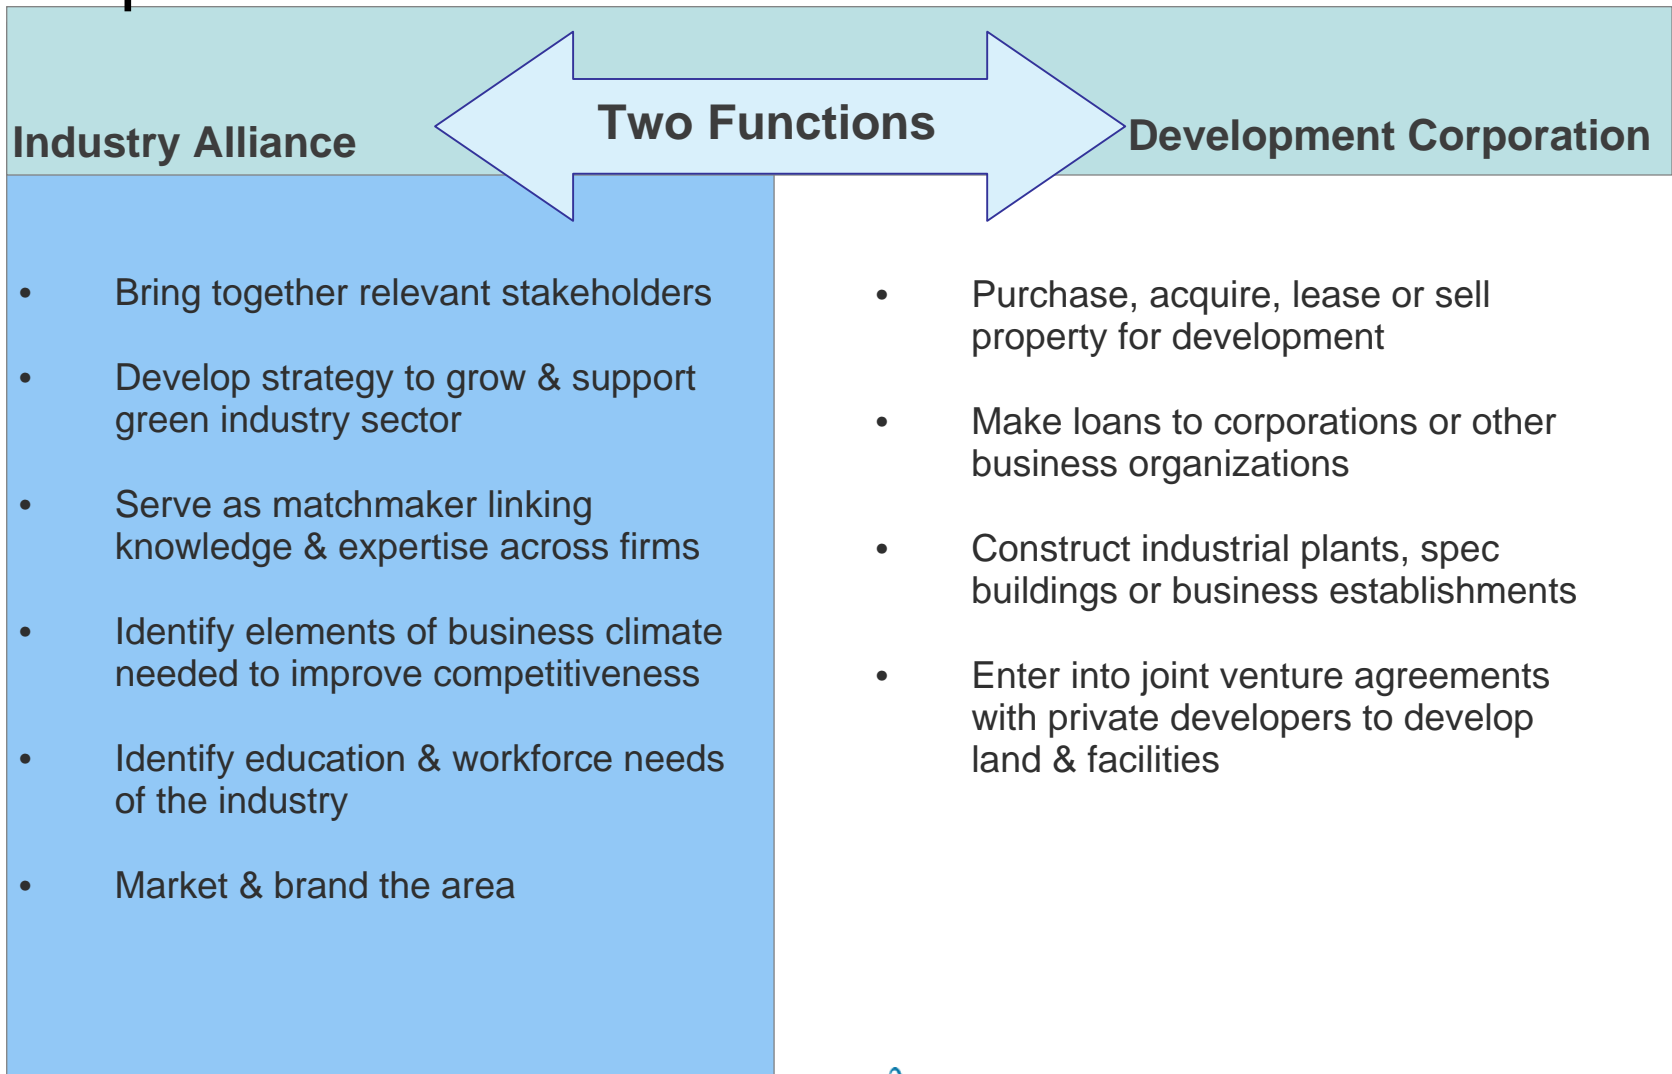 Two Functions
Industry Alliance
Development Corporation
• Bring together relevant stakeholders
• Develop strategy to grow & support
green industry sector
• Serve as matchmaker linking
knowledge & expertise across firms
• Identify elements of business climate
needed to improve competitiveness
• Identify education & workforce needs
of the industry
• Market & brand the area
• Purchase, acquire, lease or sell
property for development
• Make loans to corporations or other
business organizations
• Construct industrial plants, spec
buildings or business establishments
• Enter into joint venture agreements
with private developers to develop
land & facilities